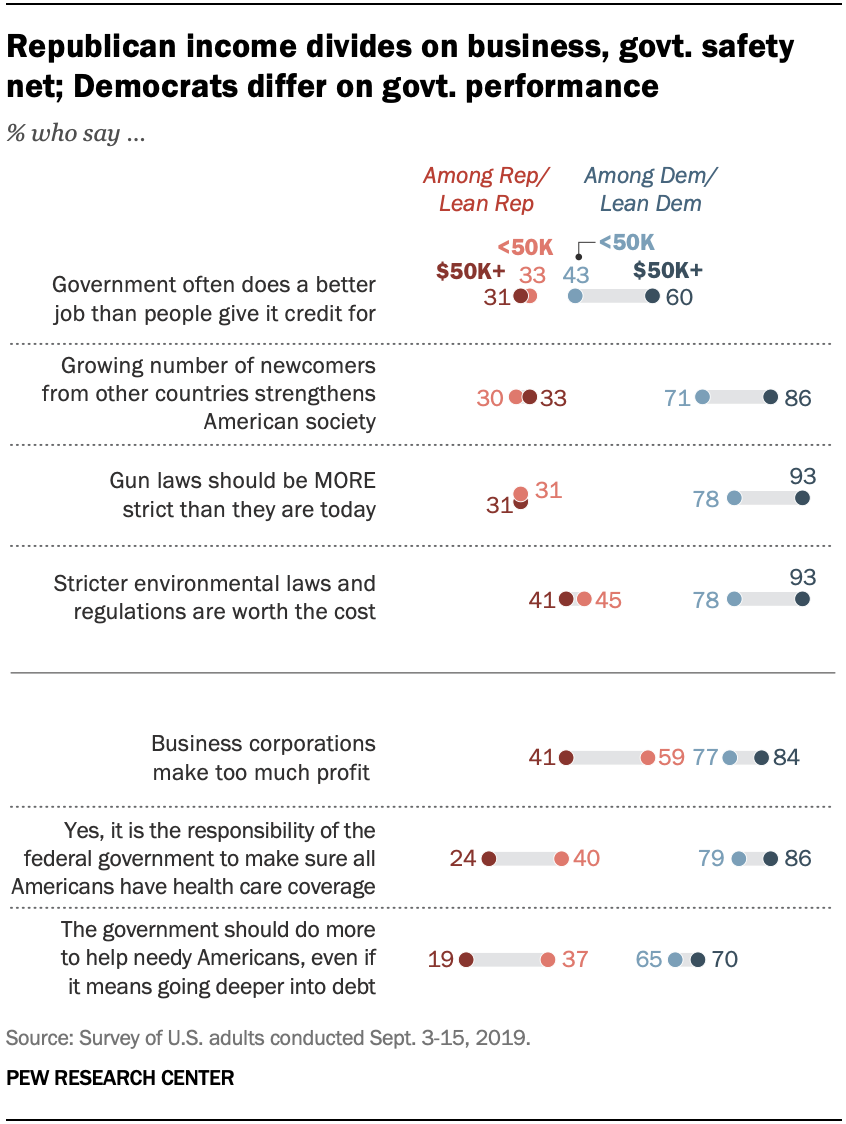 Republican income divides on business, govt. safety
net; Democrats differ on govt. performance
% who say ...
Among Rep/
Lean Rep
Among Dem/
Lean Dem
<50K
<50K
$50K+
33
43
$50K+
Government often does a better
job than people give it credit for
31
60
Growing number of newcomers
from other countries strengthens
American society
30
33
71
86
Gun laws should be MORE
strict than they are today
31
31
78
93
Stricter environmental laws and
regulations are worth the cost
41
45
78
93
Business corporations
make too much profit
41
59
77
84
Yes, it is the responsibility of the
federal government to make sure all
Americans have health care coverage
24
40
79
86
The government should do more
to help needy Americans, even if
it means going deeper into debt
19
37
65
70
Source: Survey of U.S. adults conducted Sept. 3-15, 2019.
PEW RESEARCH CENTER